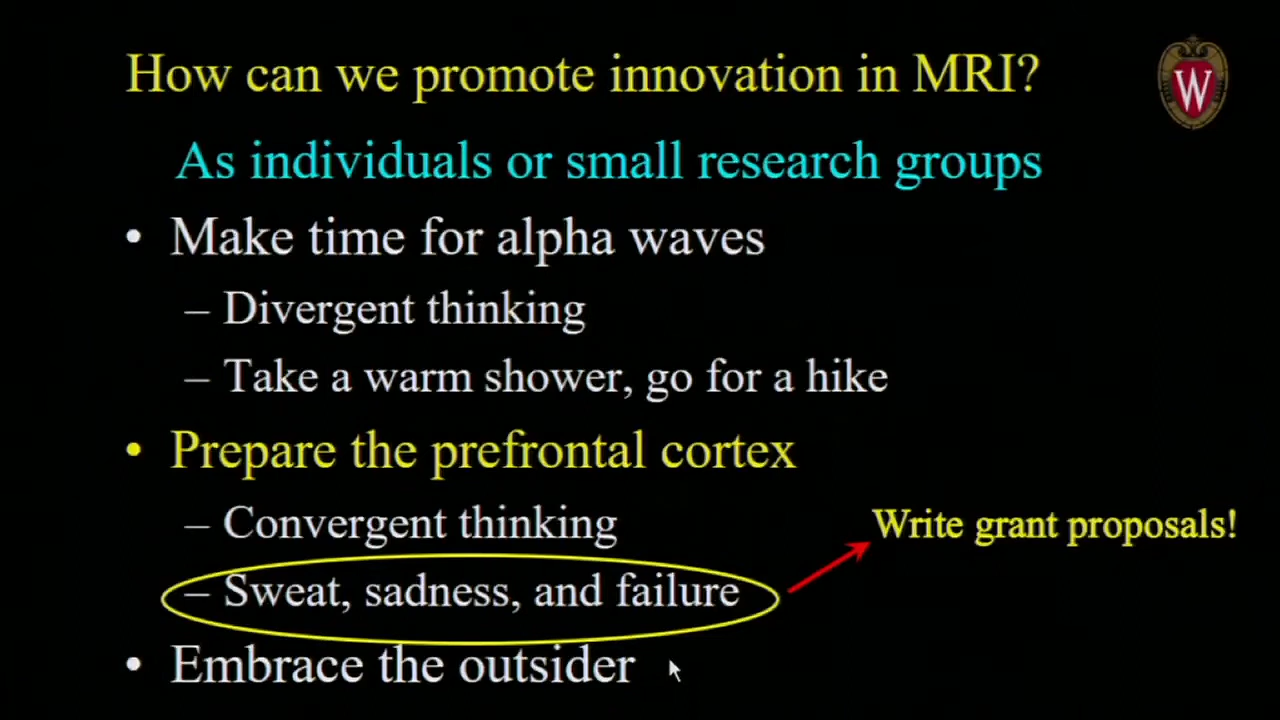 How can we promote innovation in MRI?
W
As individuals or small research groups
• Make time for alpha waves
– Divergent thinking
– Take a warm shower, go for a hike
• Prepare the prefrontal cortex
– Convergent thinking
Write grant proposals!
– Sweat, sadness, and failure
• Embrace the outsider